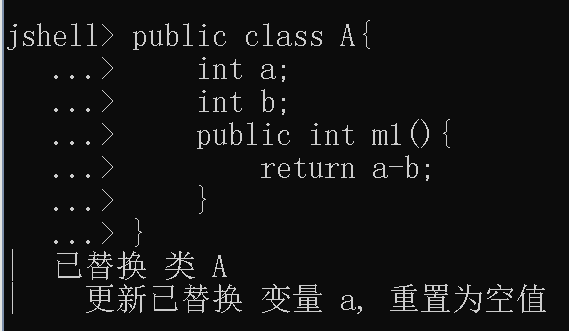 jshell> public class A{
   ...>     int a;
   ...>     int b;
   ...>     public int m1(){
   ...>         return a-b;
   ...>     }
   ...> }
|  已替换 类 A
|    更新已替换 变量 a, 重置为空值